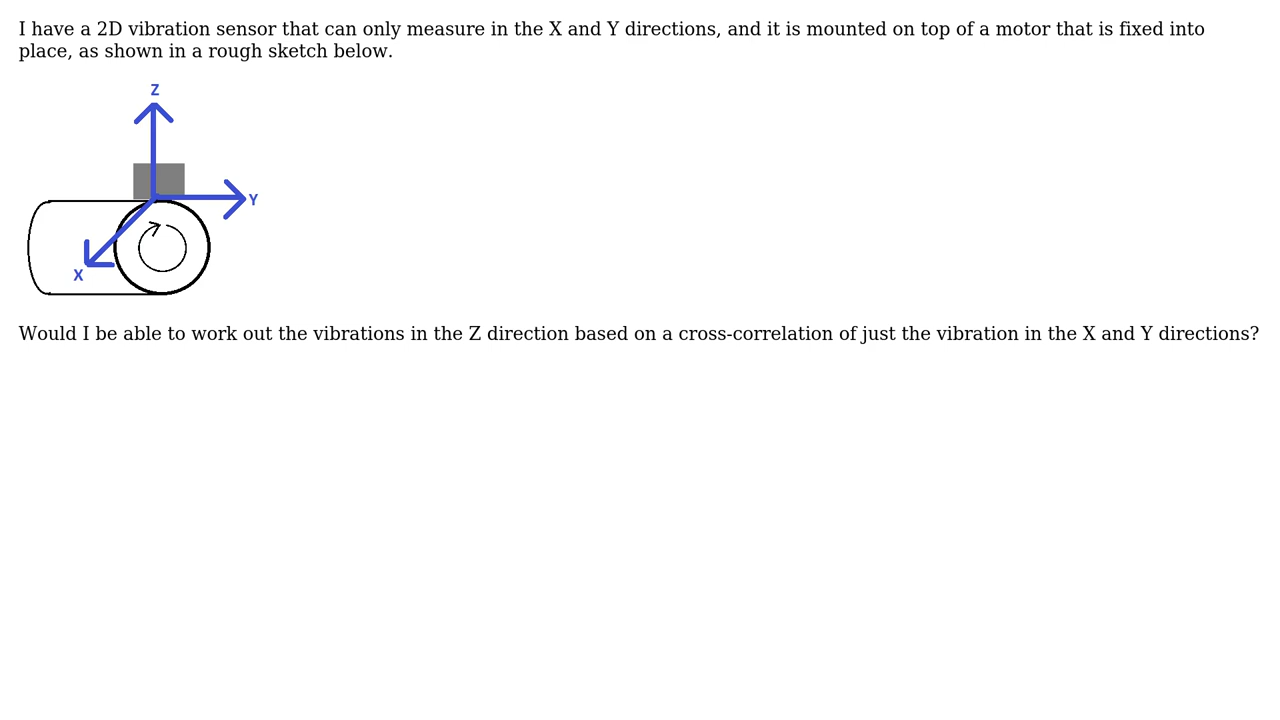 I have a 2D vibration sensor that can only measure in the X and Y directions, and it is mounted on top of a motor that is fixed into
place, as shown in a rough sketch below.
Z
Y
X
Would I be able to work out the vibrations in the Z direction based on a cross-correlation of just the vibration in the X and Y directions?